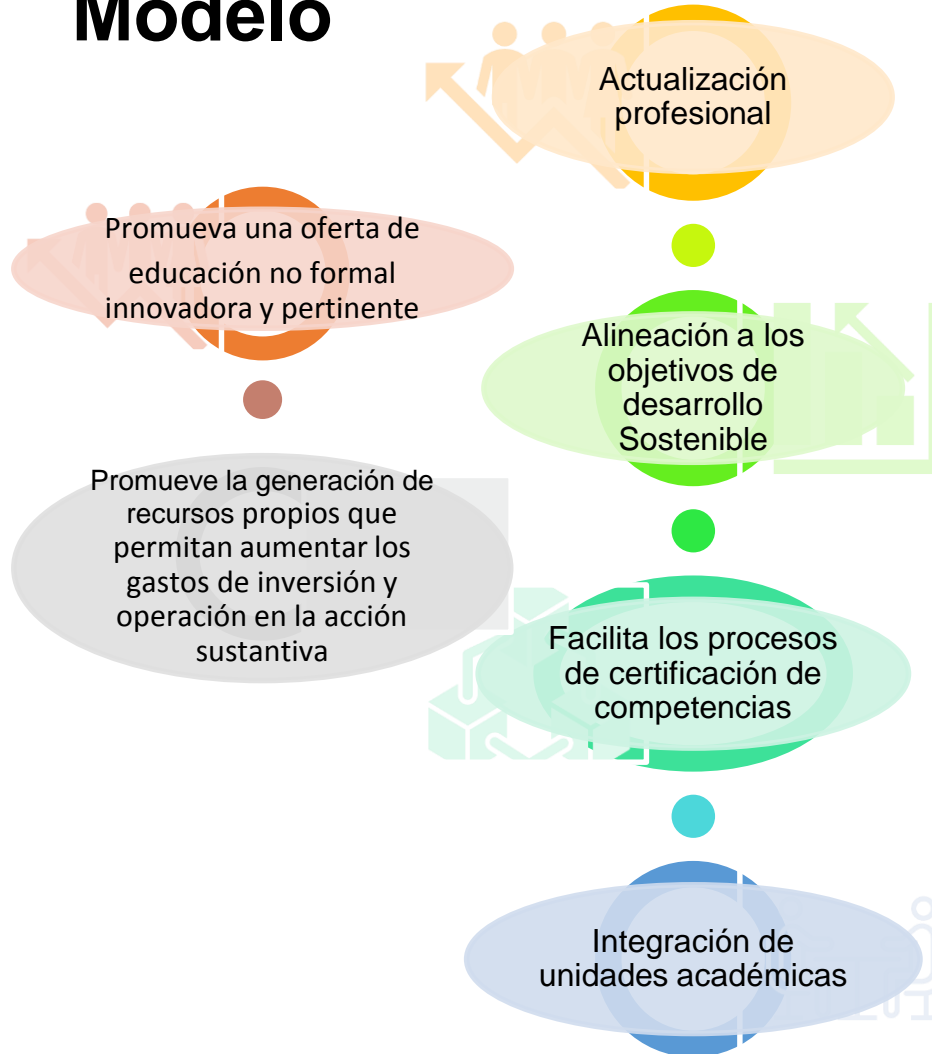 Modelo
Promueva una oferta de
educación no formal
innovadora y pertinente
Promueve la generación de
recursos propios que
permitan aumentar los
gastos de inversión y
operación en la acción
sustantiva
Actualización
profesional
Alineación a los
objetivos de
desarrollo
Sostenible
Facilita los procesos
de certificación de
competencias
Integración de
unidades académicas